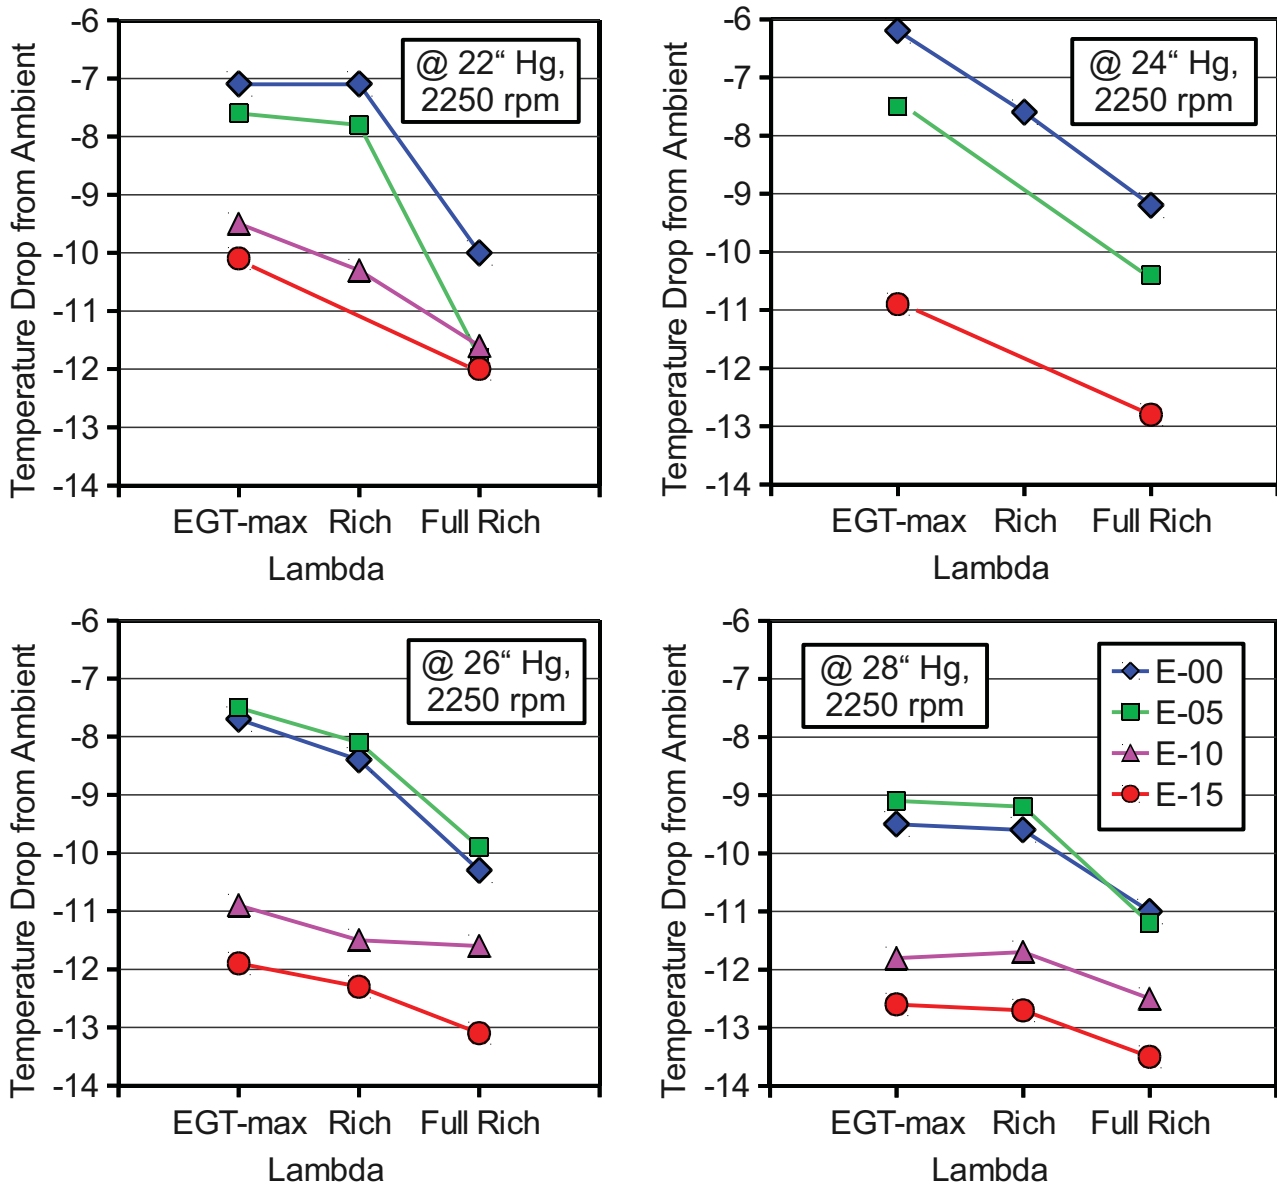 Temperature Drop from Ambient
-6
-7
-8
-9
-10
-11
-12
-13
-14
@ 22“ Hg,
2250 rpm
EGT-max Rich Full Rich
Lambda
Temperature Drop from Ambient
-6
-7
-8
-9
-10
-11
-12
-13
-14
@ 24“ Hg,
2250 rpm
EGT-max Rich Full Rich
Lambda
Temperature Drop from Ambient
-6
-7
-8
-9
-10
-11
-12
-13
-14
@ 26“ Hg,
2250 rpm
EGT-max Rich Full Rich
Lambda
Temperature Drop from Ambient
-6
-7
-8
-9
-10
-11
-12
-13
-14
@ 28“ Hg,
2250 rpm
E-00
E-05
E-10
E-15
EGT-max Rich Full Rich
Lambda